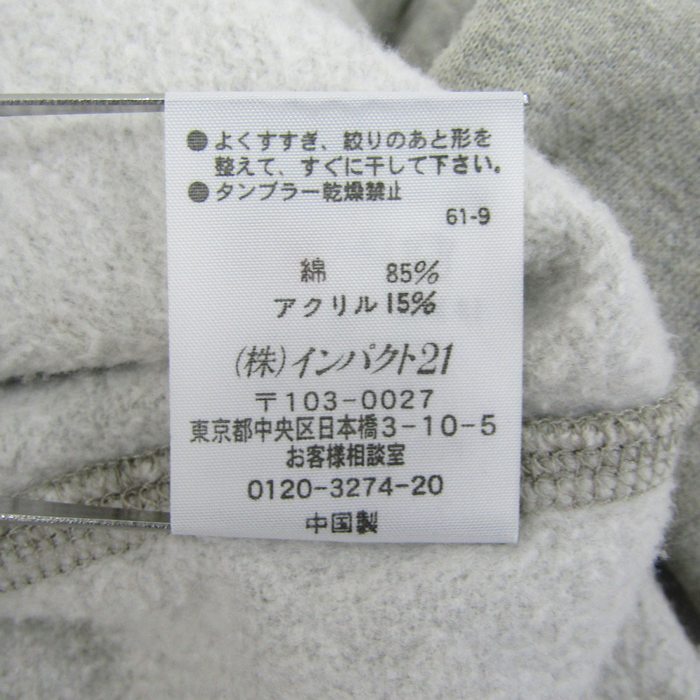 ●よくすすぎ、絞りのあと形を
整えて、すぐに干して下さい。
●タンブラー乾燥禁止
61-9
綿 85%
アクリル 15%
(株)インパクト21
〒103-0027
東京都中央区日本橋3-10-5
お客様相談室
0120-3274-20
中国製